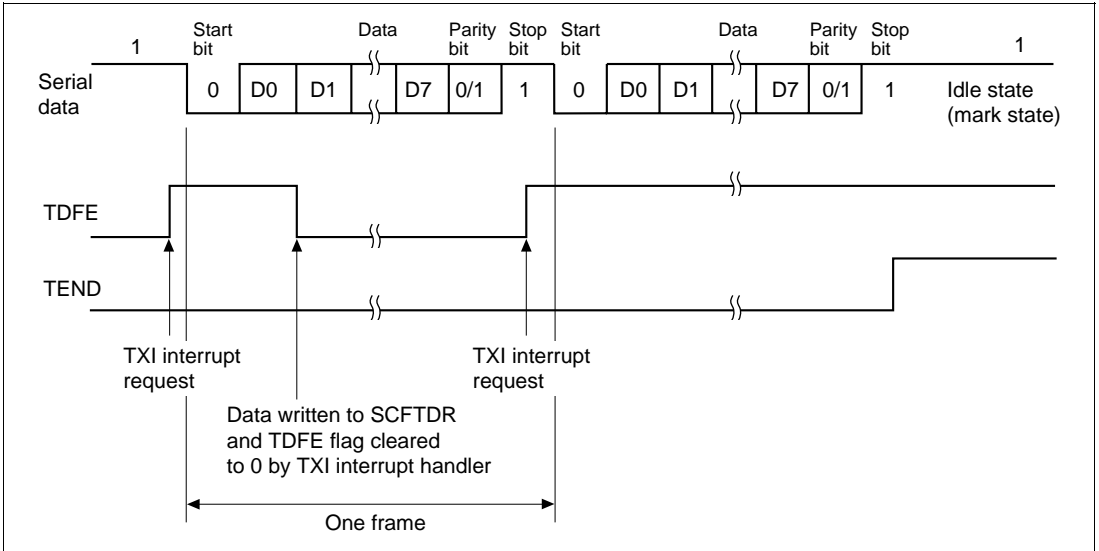 1
Start
bit
Data
Parity
bit
Stop
bit
Start
bit
Data
Parity
bit
Stop
bit
1
Serial
data
0 D0 D1 D7 0/1 1 0 D0 D1 D7 0/1 1
Idle state
(mark state)
TDFE
TEND
TXI interrupt
request
TXI interrupt
request
Data written to SCFTDR
and TDFE flag cleared
to 0 by TXI interrupt handler
One frame